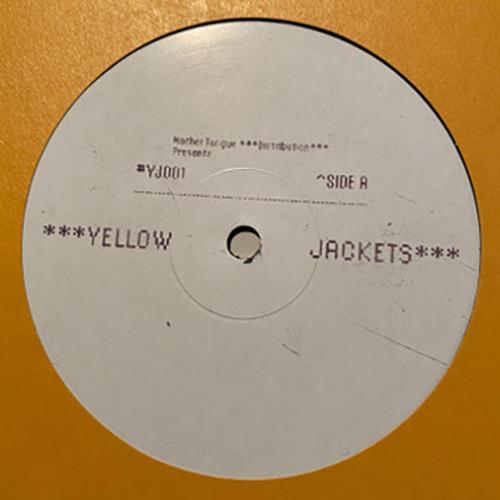 Mother Tongue ***Distribution***
Presents
#YJ001 ^SIDE A
***YELLOW JACKETS***